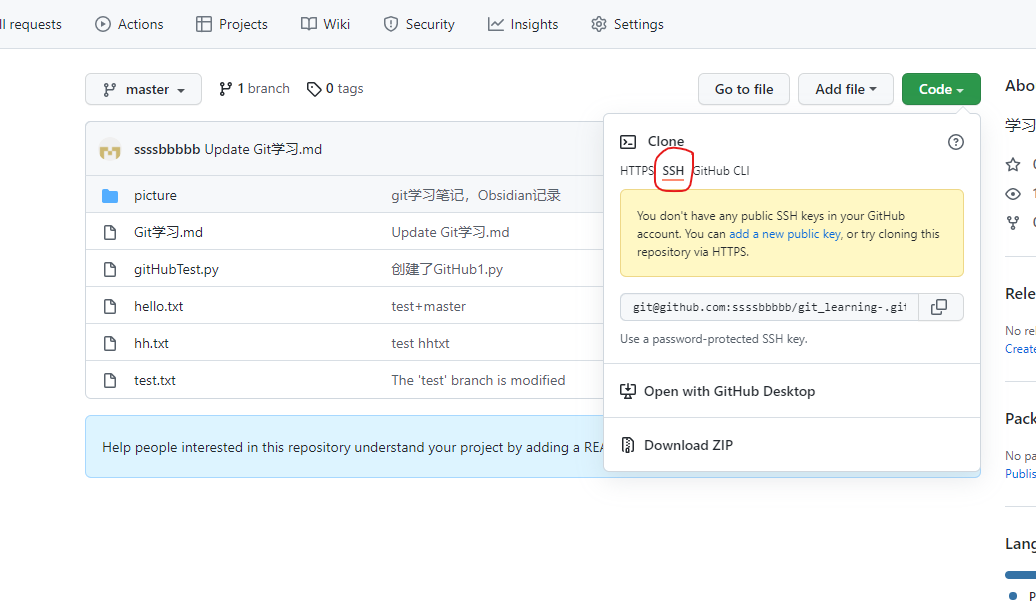 ll requests Actions Projects Wiki Security Insights Settings
master 1 branch 0 tags Go to file Add file Code
Abo
学习
ssssbbbbb Update Git学习.md
picture git学习笔记，Obsidian记录
Git学习.md Update Git学习.md
gitHubTest.py 创建了GitHub1.py
hello.txt test+master
hh.txt test hhtxt
test.txt The 'test' branch is modified
Help people interested in this repository understand your project by adding a REA
Clone
HTTPS SSH GitHub CLI
You don't have any public SSH keys in your GitHub
account. You can add a new public key, or try cloning this
repository via HTTPS.
git@github.com:ssssbbbbb/git_learning-.git
Use a password-protected SSH key.
Open with GitHub Desktop
Download ZIP
Rele
No re
Create
Pack
No pa
Publis
Lang